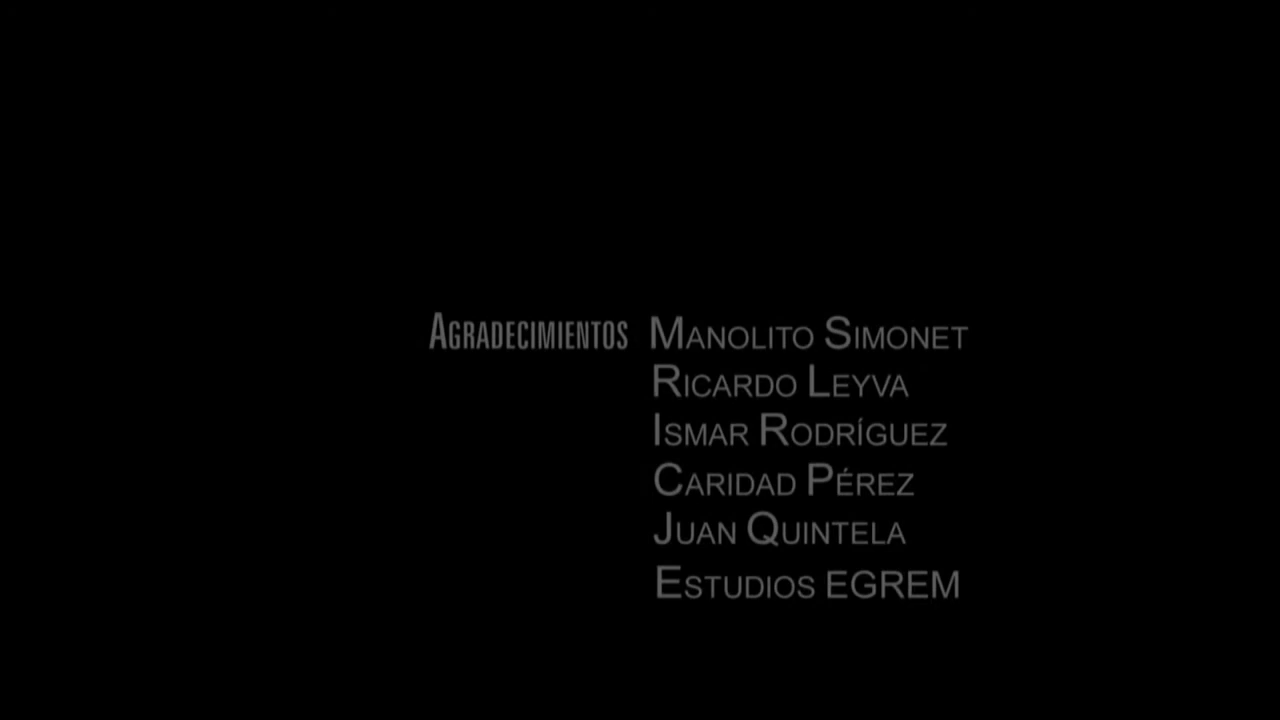 Agradecimientos Manolito Simonet
Ricardo Leyva
Ismar Rodríguez
Caridad Pérez
Juan Quintela
Estudios EGREM